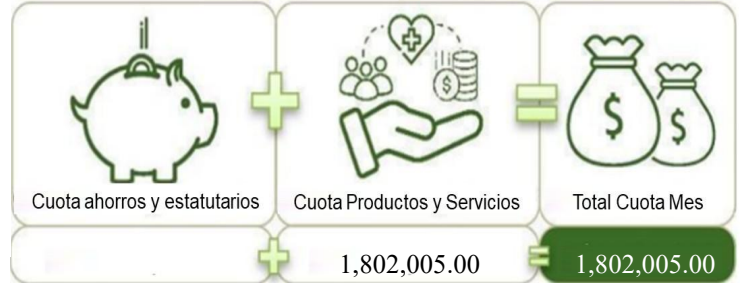 Cuota ahorros y estatutarios
Cuota Productos y Servicios
Total Cuota Mes
1,802,005.00
1,802,005.00